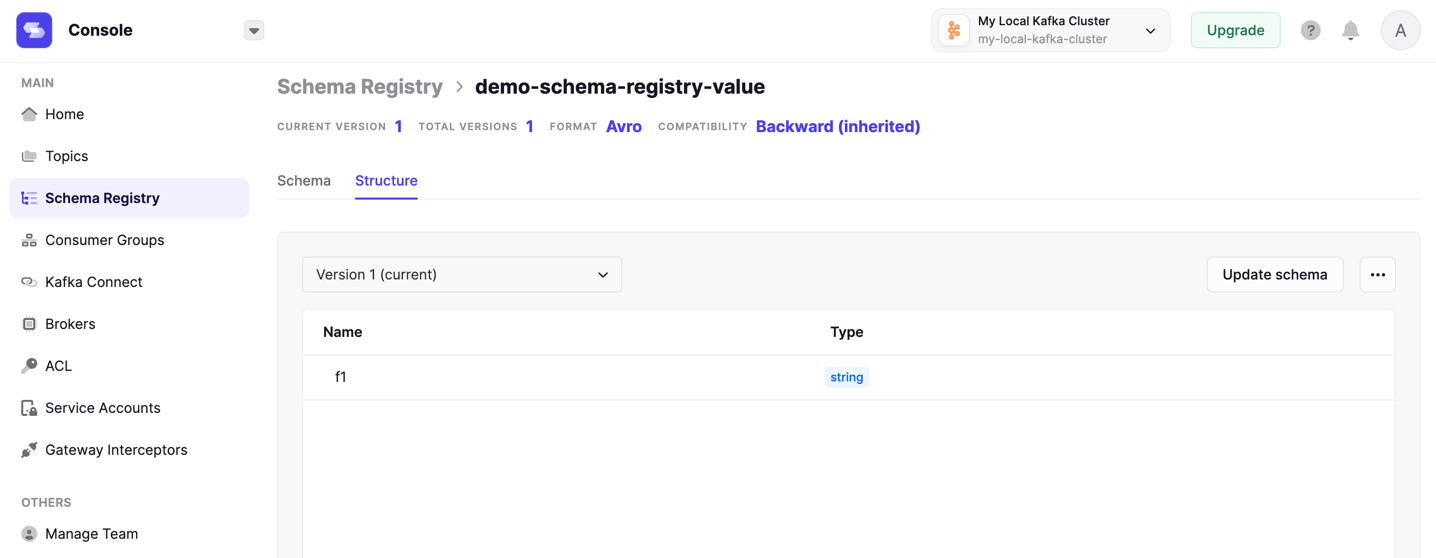 Console
My Local Kafka Cluster
my-local-kafka-cluster
Upgrade
?
A
MAIN
Home
Topics
Schema Registry
Consumer Groups
Kafka Connect
Brokers
ACL
Service Accounts
Gateway Interceptors
OTHERS
Manage Team
Schema Registry > demo-schema-registry-value
CURRENT VERSION 1 TOTAL VERSIONS 1 FORMAT Avro COMPATIBILITY Backward (inherited)
Schema Structure
Version 1 (current) Update schema ...
Name Type
f1 string